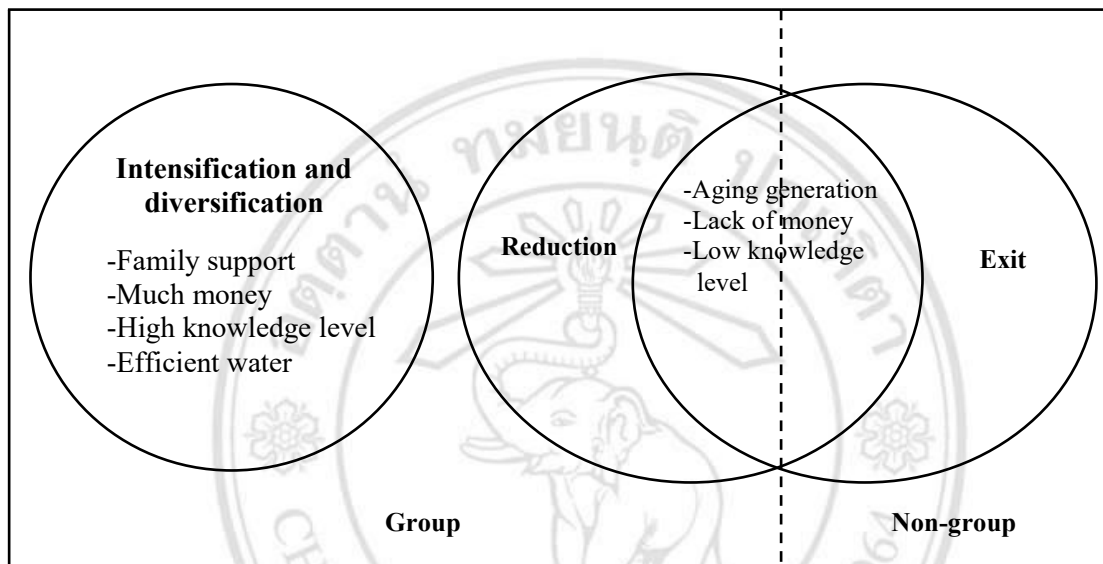 Intensification and
diversification
-Family support
-Much money
-High knowledge level
-Efficient water
Reduction
-Aging generation
-Lack of money
-Low knowledge
level
Exit
Group
Non-group